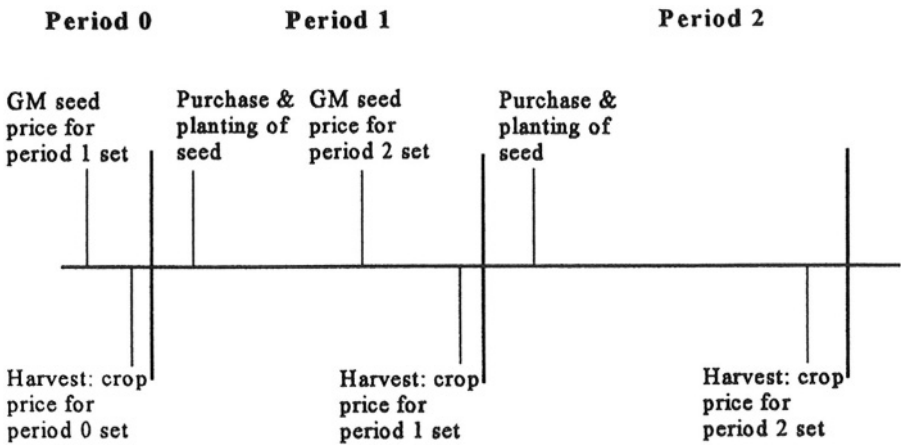 Period 0
Period 1
Period 2
GM seed
price for
period 1 set
Purchase &
planting of
seed
GM seed
price for
period 2 set
Purchase &
planting of
seed
Harvest: crop
price for
period 0 set
Harvest: crop
price for
period 1 set
Harvest: crop
price for
period 2 set